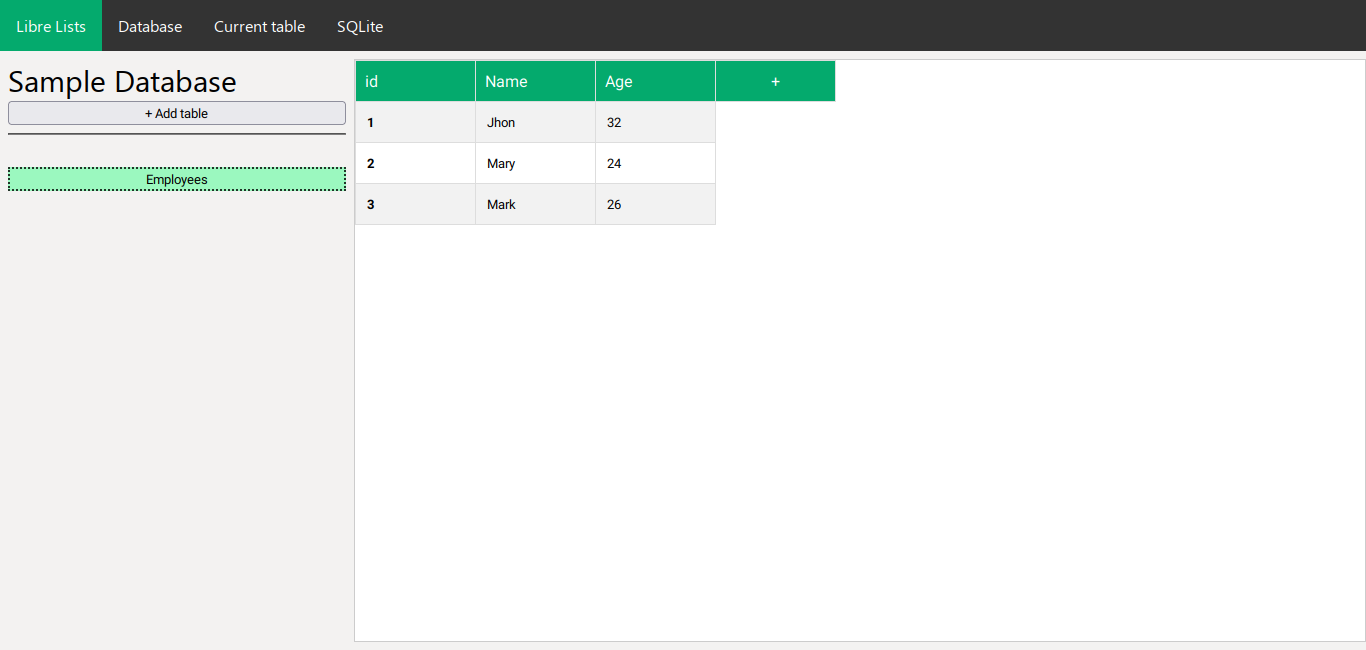 Libre Lists Database Current table SQLite
Sample Database
+ Add table
Employees
id Name Age +
1 Jhon 32
2 Mary 24
3 Mark 26